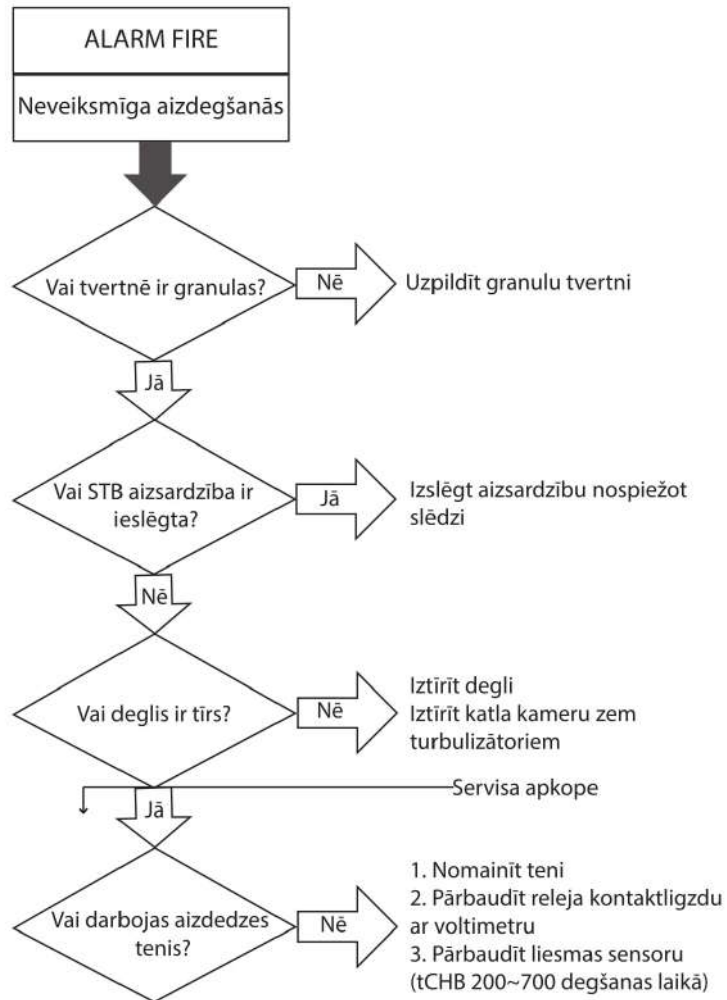 ALARM FIRE
Neveiksmīga aizdegšanās
Vai tvertnē ir granulas?
Nē
Uzpildīt granulu tvertni
Jā
Vai STB aizsardzība ir
ieslēgta?
Jā
Izslēgt aizsardzību nospiežot
slēdzi
Nē
Vai deglis ir tīrs?
Nē
Iztīrīt degli
Iztīrīt katla kameru zem
turbulizātoriem
Servisa apkope
Jā
Vai darbojas aizdedzes
tenis?
Nē
1. Nomainīt teni
2. Pārbaudīt releja kontaktligzdu
ar voltimetru
3. Pārbaudīt liesmas sensoru
(tCHB 200~700 degšanas laikā)